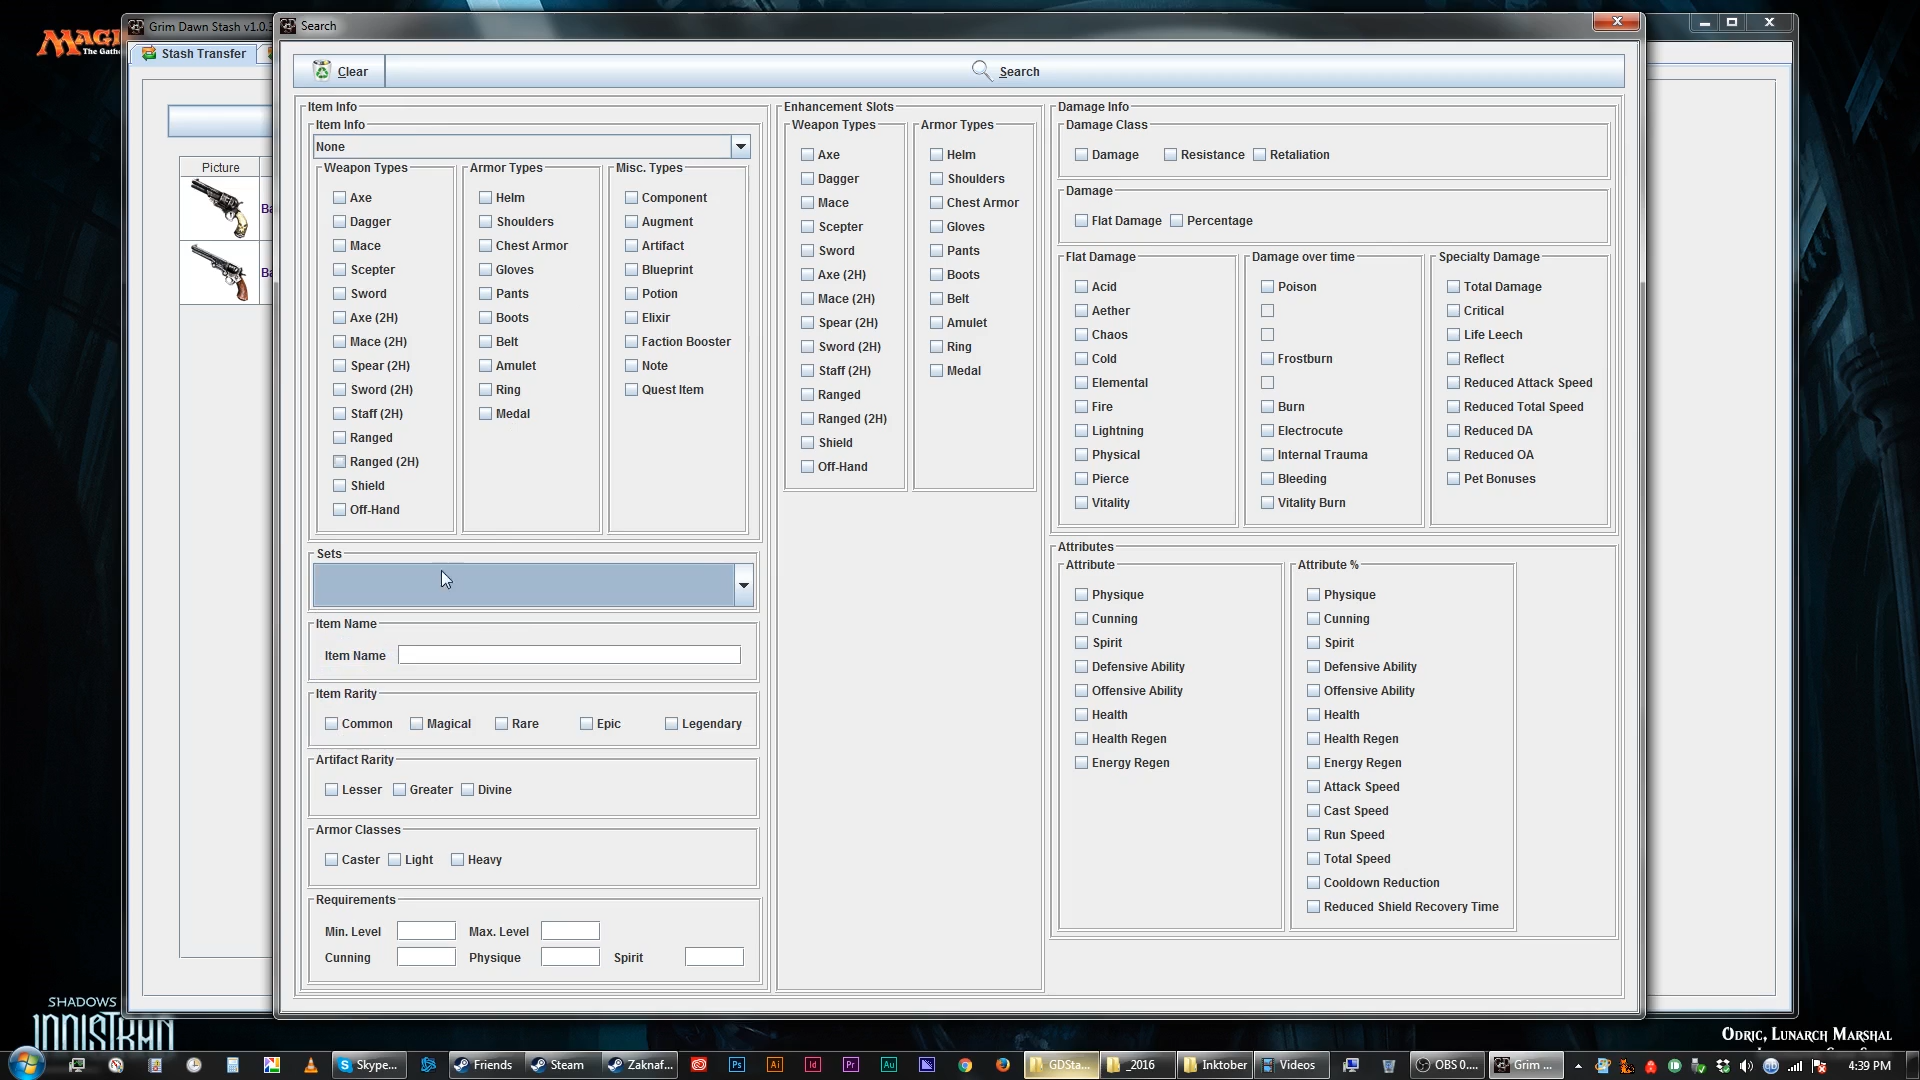 MAGI
The Gath
Grim Dawn Stash v1.0.3
Search
Stash Transfer
Clear
Search
Picture
Ba
Ba
Item Info
Item Info
None
Weapon Types
Axe
Dagger
Mace
Scepter
Sword
Axe (2H)
Mace (2H)
Spear (2H)
Sword (2H)
Staff (2H)
Ranged
Ranged (2H)
Shield
Off-Hand
Armor Types
Helm
Shoulders
Chest Armor
Gloves
Pants
Boots
Belt
Amulet
Ring
Medal
Misc. Types
Component
Augment
Artifact
Blueprint
Potion
Elixir
Faction Booster
Note
Quest Item
Sets
Item Name
Item Name
Item Rarity
Common Magical Rare Epic Legendary
Artifact Rarity
Lesser Greater Divine
Armor Classes
Caster Light Heavy
Requirements
Min. Level Max. Level
Cunning Physique Spirit
Enhancement Slots
Weapon Types
Axe
Dagger
Mace
Scepter
Sword
Axe (2H)
Mace (2H)
Spear (2H)
Sword (2H)
Staff (2H)
Ranged
Ranged (2H)
Shield
Off-Hand
Armor Types
Helm
Shoulders
Chest Armor
Gloves
Pants
Boots
Belt
Amulet
Ring
Medal
Damage Info
Damage Class
Damage Resistance Retaliation
Damage
Flat Damage Percentage
Flat Damage
Acid
Aether
Chaos
Cold
Elemental
Fire
Lightning
Physical
Pierce
Vitality
Damage over time
Poison
Frostburn
Burn
Electrocute
Internal Trauma
Bleeding
Vitality Burn
Specialty Damage
Total Damage
Critical
Life Leech
Reflect
Reduced Attack Speed
Reduced Total Speed
Reduced DA
Reduced OA
Pet Bonuses
Attributes
Attribute
Physique
Cunning
Spirit
Defensive Ability
Offensive Ability
Health
Health Regen
Energy Regen
Attribute %
Physique
Cunning
Spirit
Defensive Ability
Offensive Ability
Health
Health Regen
Energy Regen
Attack Speed
Cast Speed
Run Speed
Total Speed
Cooldown Reduction
Reduced Shield Recovery Time
SHADOWS
INNISTRAD
ODRIC, LUNARCH MARSHAL
Skype... Friends Steam Zaknaf... Ps Ai Id Pr Au GDSta... _2016 Inktober Videos OBS 0.... Grim ... 4:39 PM